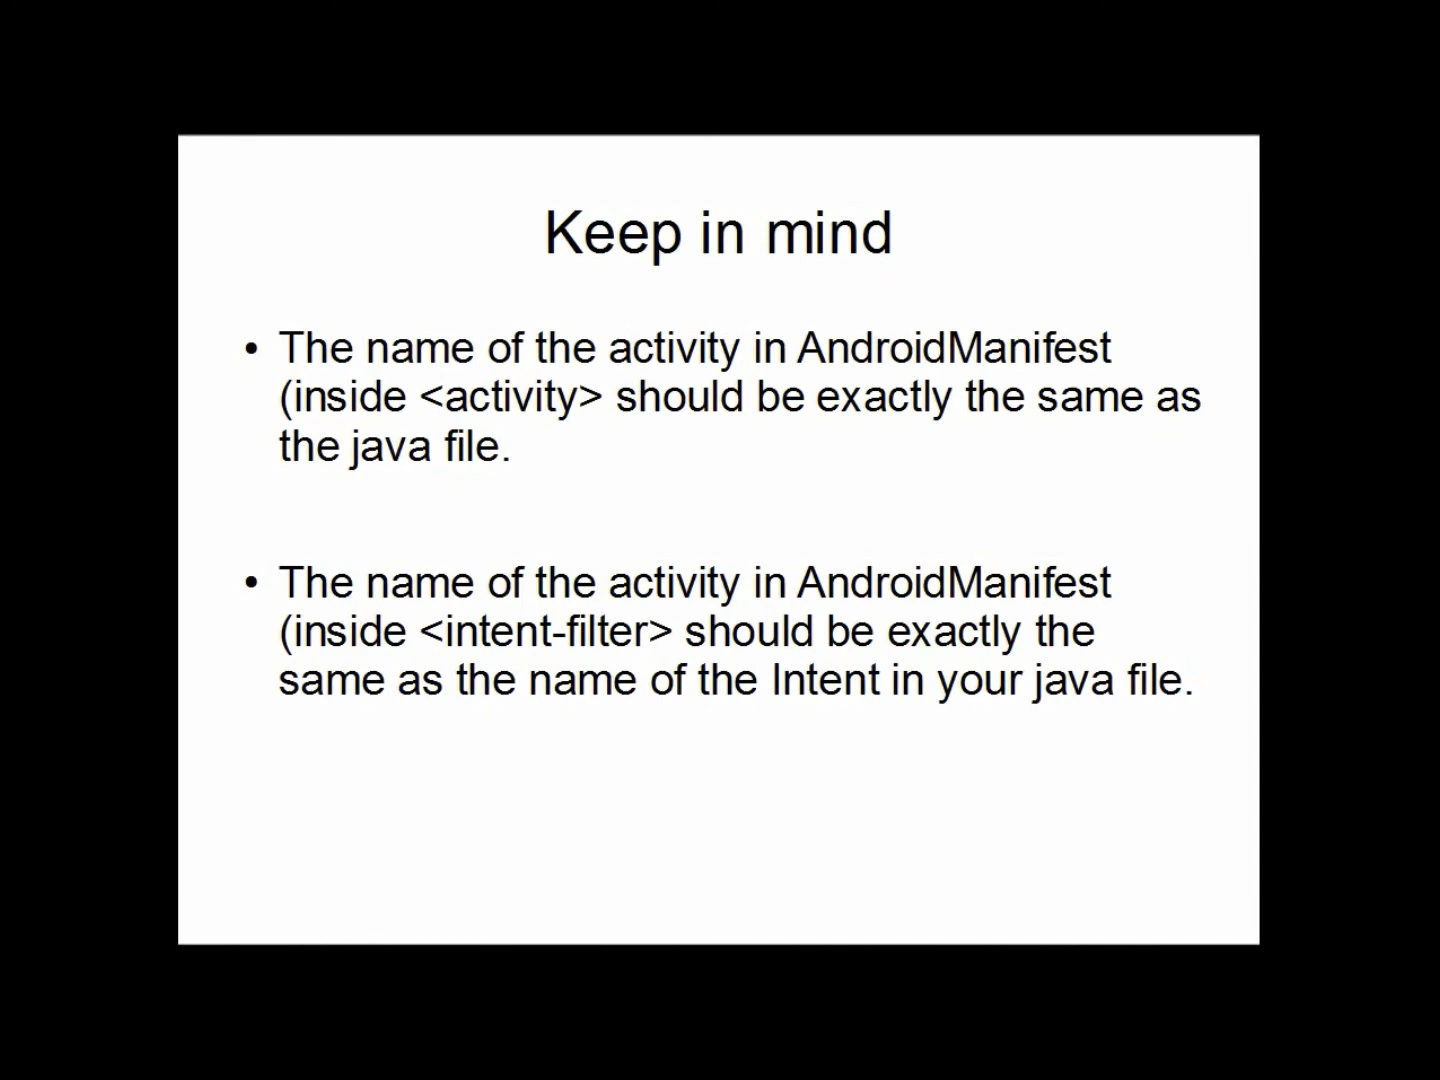 Keep in mind
• The name of the activity in AndroidManifest
(inside <activity> should be exactly the same as
the java file.
• The name of the activity in AndroidManifest
(inside <intent-filter> should be exactly the
same as the name of the Intent in your java file.